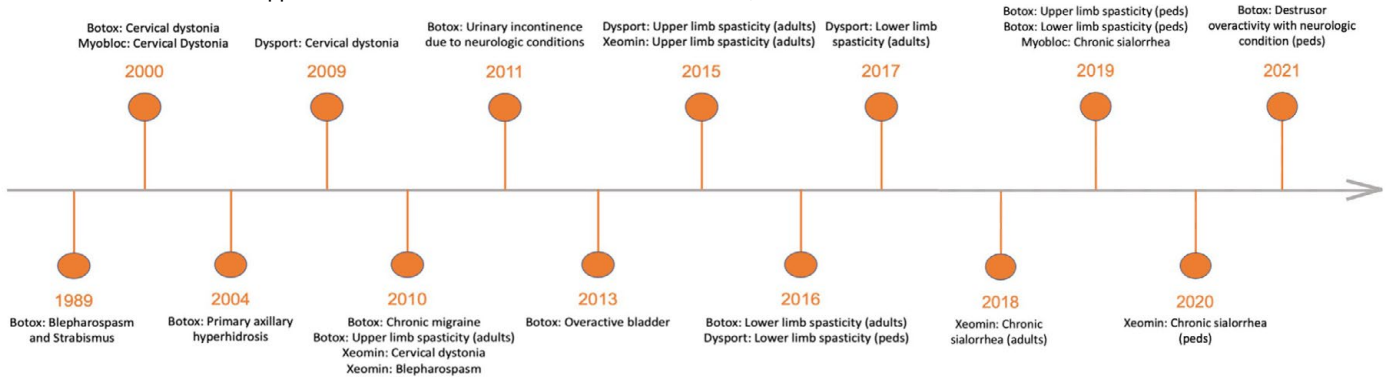 Botox: Cervical dystonia
Myobloc: Cervical Dystonia
2000
Dysport: Cervical dystonia
2009
Botox: Urinary incontinence
due to neurologic conditions
2011
Dysport: Upper limb spasticity (adults)
Xeomin: Upper limb spasticity (adults)
2015
Dysport: Lower limb
spasticity (adults)
2017
Botox: Upper limb spasticity (peds)
Botox: Lower limb spasticity (peds)
Myobloc: Chronic sialorrhea
2019
Botox: Destrusor
overactivity with neurologic
condition (peds)
2021
1989
Botox: Blepharospasm
and Strabismus
2004
Botox: Primary axillary
hyperhidrosis
2010
Botox: Chronic migraine
Botox: Upper limb spasticity (adults)
Xeomin: Cervical dystonia
Xeomin: Blepharospasm
2013
Botox: Overactive bladder
2016
Botox: Lower limb spasticity (adults)
Dysport: Lower limb spasticity (peds)
2018
Xeomin: Chronic
sialorrhea (adults)
2020
Xeomin: Chronic sialorrhea
(peds)